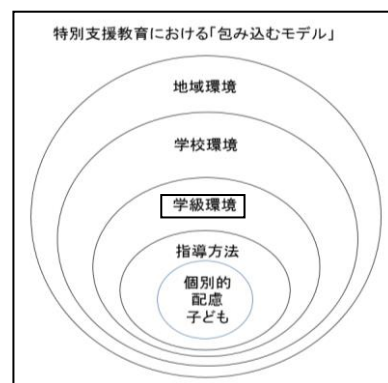 特別支援教育における「包み込むモデル」
地域環境
学校環境
学級環境
指導方法
個別的
配慮
子ども